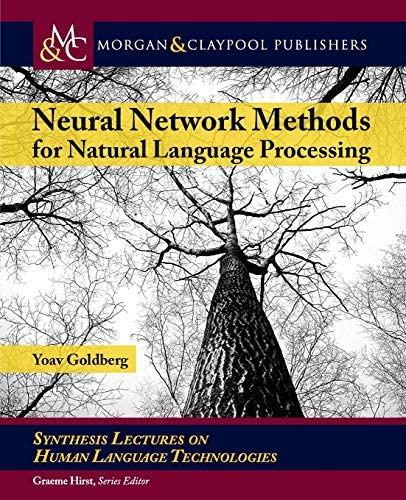 M&C MORGAN&CLAYPOOL PUBLISHERS
Neural Network Methods
for Natural Language Processing
Yoav Goldberg
SYNTHESIS LECTURES ON
HUMAN LANGUAGE TECHNOLOGIES
Graeme Hirst, Series Editor